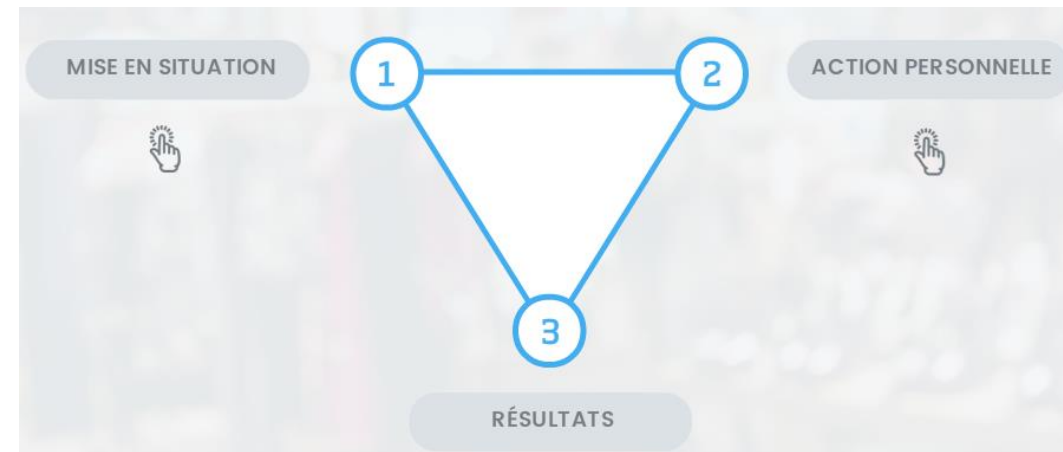 MISE EN SITUATION
1
2
ACTION PERSONNELLE
3
RÉSULTATS